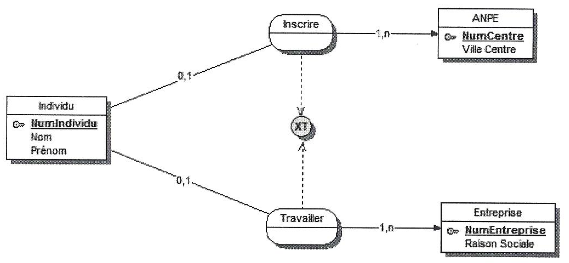 ANPE
NumCentre
Ville Centre
Inscrire
1,n
0,1
XT
Individu
NumIndividu
Nom
Prénom
0,1
Travailler
1,n
Entreprise
NumEntreprise
Raison Sociale